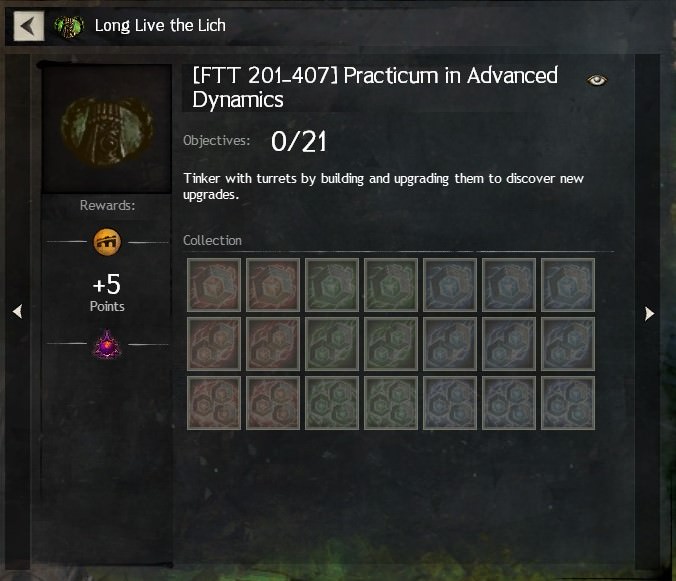 Long Live the Lich
[FTT 201_407] Practicum in Advanced
Dynamics
Objectives: 0/21
Tinker with turrets by building and upgrading them to discover new
upgrades.
Rewards:
Collection
+5
Points